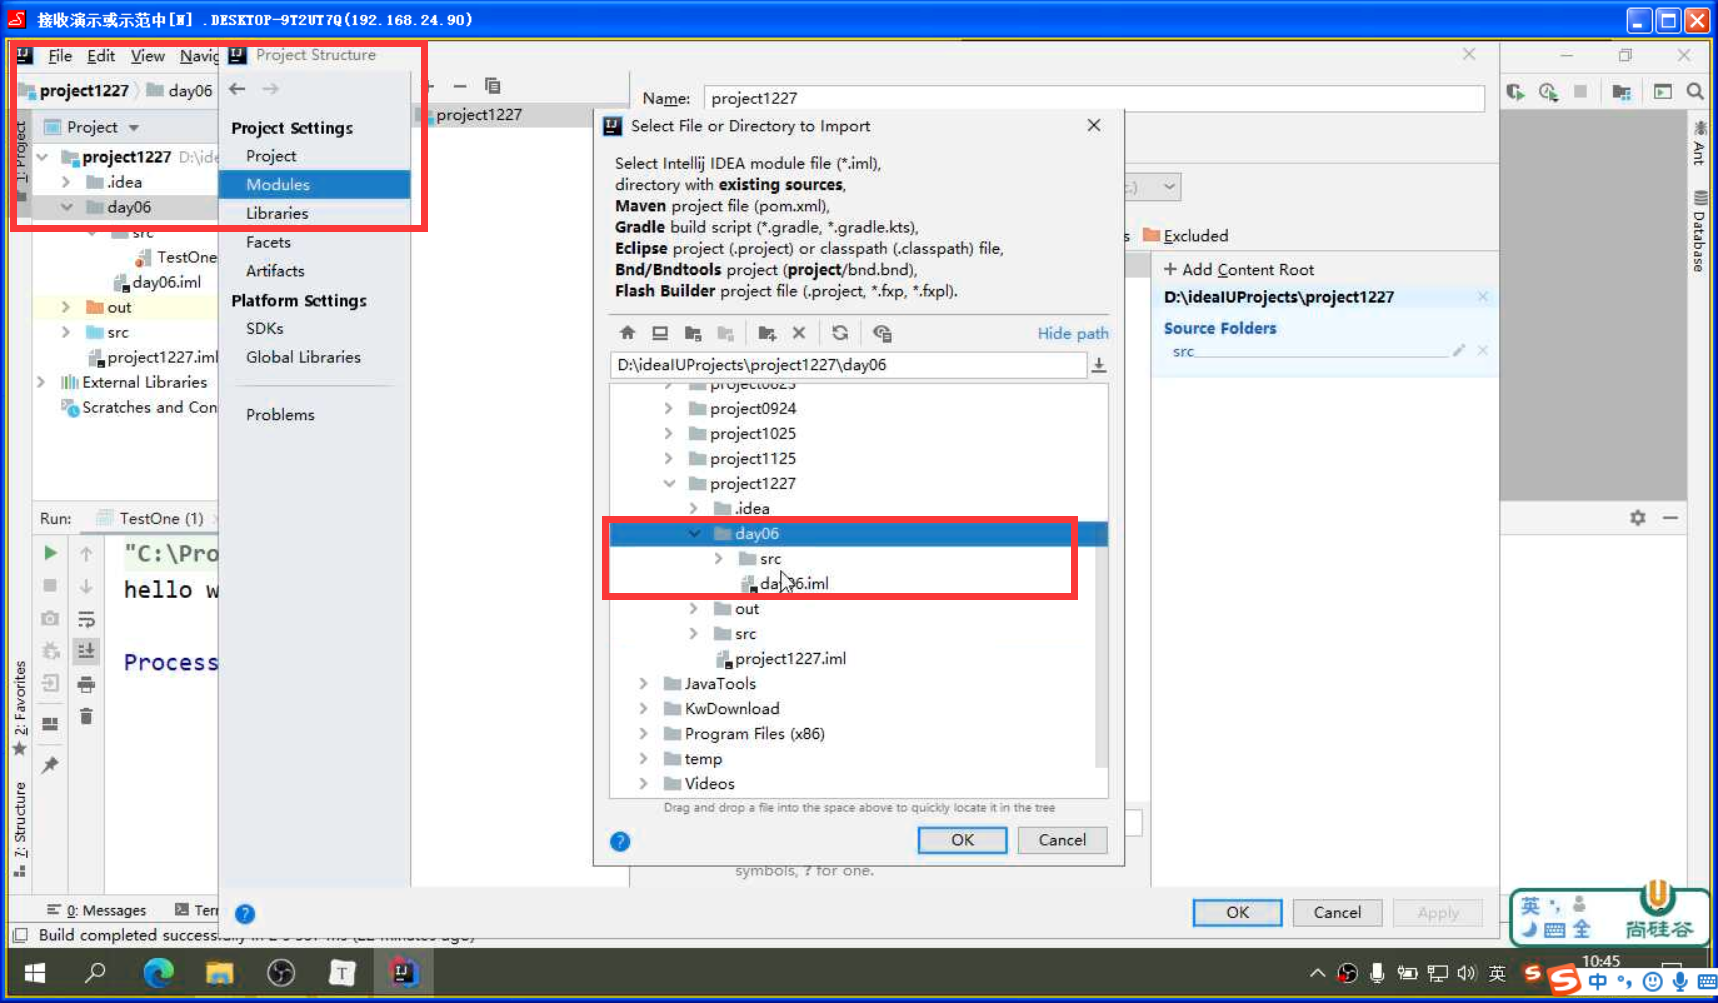 接收演示或示范中[N] .DESKTOP-9T2UT7Q(192.168.24.90)
File Edit View Navig
project1227 day06
1: Project
Project
project1227 D:\ide
.idea
day06
src
TestOne
day06.iml
out
src
project1227.iml
External Libraries
Scratches and Con
Run: TestOne (1)
"C:\Pro
hello w
Process
2: Favorites
7: Structure
0: Messages
Build completed
Project Structure
Project Settings
Project
Modules
Libraries
Facets
Artifacts
Platform Settings
SDKs
Global Libraries
Problems
project1227
Name: project1227
Select File or Directory to Import
Select Intellij IDEA module file (*.iml),
directory with existing sources,
Maven project file (pom.xml),
Gradle build script (*.gradle, *.gradle.kts),
Eclipse project (.project) or classpath (.classpath) file,
Bnd/Bndtools project (project/bnd.bnd),
Flash Builder project file (.project, *.fxp, *.fxpl).
Hide path
D:\ideaIUProjects\project1227\day06
project0823
project0924
project1025
project1125
project1227
.idea
day06
src
day06.iml
out
src
project1227.iml
JavaTools
KwDownload
Program Files (x86)
temp
Videos
Drag and drop a file into the space above to quickly locate it in the tree
OK Cancel
symbols, ? for one.
Excluded
Add Content Root
D:\ideaIUProjects\project1227
Source Folders
src
OK Cancel Apply
Ant
Database
英
全
尚硅谷
T
英
10:45
中